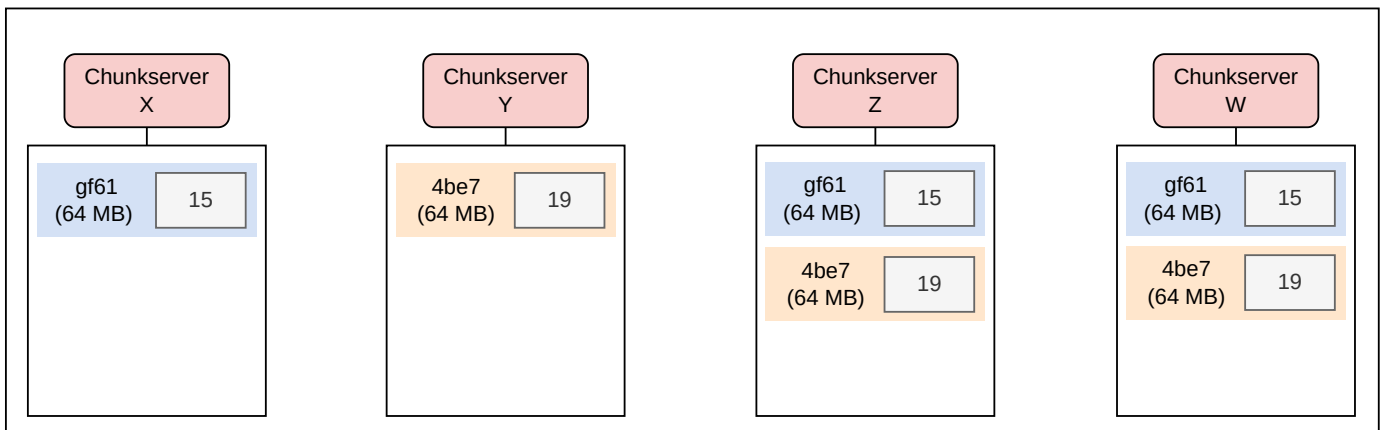 Chunkserver
X
gf61
(64 MB)
15
Chunkserver
Y
4be7
(64 MB)
19
Chunkserver
Z
gf61
(64 MB)
15
4be7
(64 MB)
19
Chunkserver
W
gf61
(64 MB)
15
4be7
(64 MB)
19